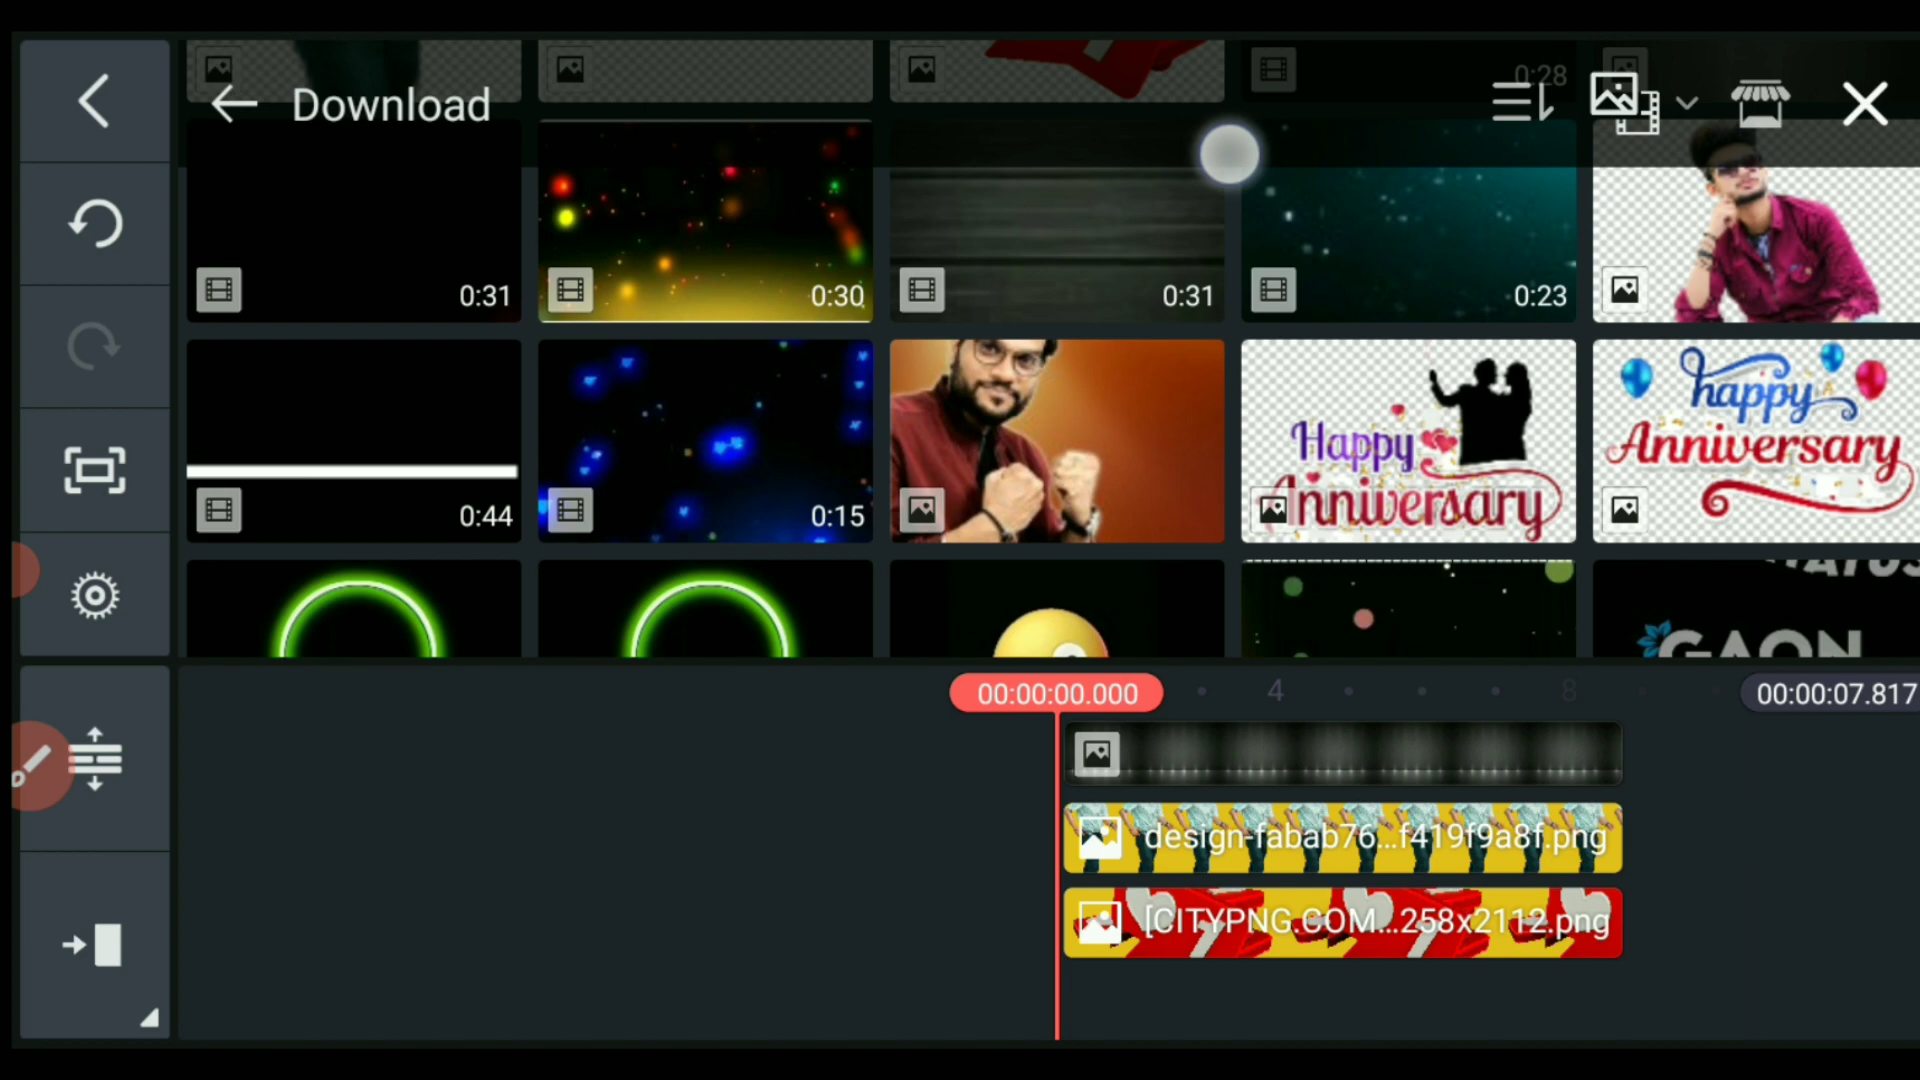 0:28
Download
0:31
0:30
0:31
0:23
0:44
0:15
Happy
Anniversary
happy
Anniversary
GAON
00:00:00.000
4
8
00:00:07.817
design-fabab76...f419f9a8f.png
[CITYPNG.COM...258x2112.png